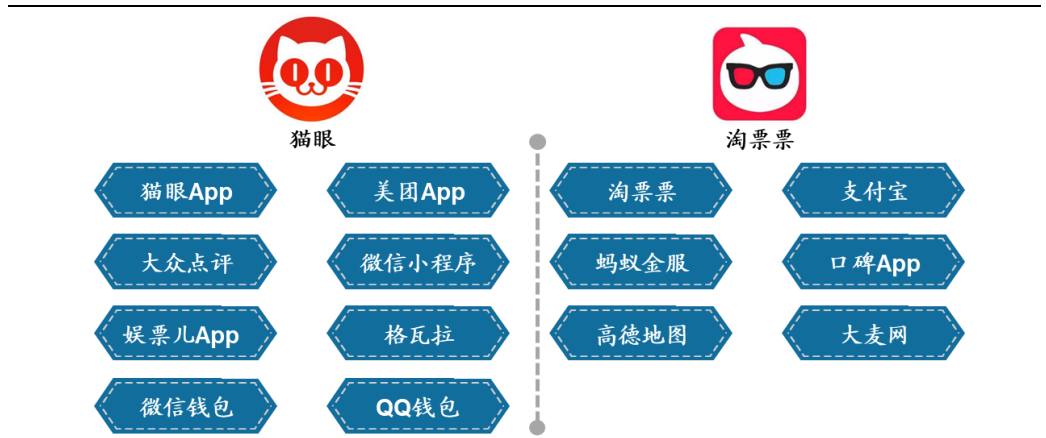 猫眼
淘票票
猫眼App
美团App
淘票票
支付宝
大众点评
微信小程序
蚂蚁金服
口碑App
娱票儿App
格瓦拉
高德地图
大麦网
微信钱包
QQ钱包